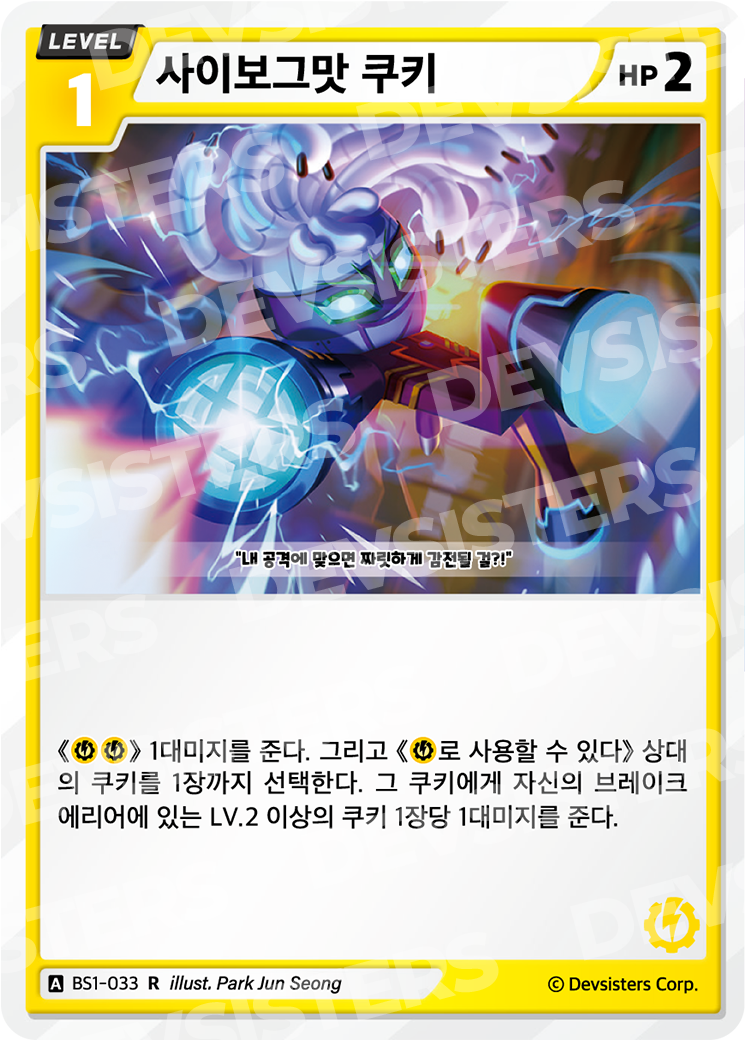 LEVEL
1
사이보그맛 쿠키
HP 2
"내 공격에 맞으면 짜릿하게 감전될 걸?!"
《》 1대미지를 준다. 그리고 《로 사용할 수 있다》 상대
의 쿠키를 1장까지 선택한다. 그 쿠키에게 자신의 브레이크
에리어에 있는 LV.2 이상의 쿠키 1장당 1대미지를 준다.
A BS1-033 R illust. Park Jun Seong
© Devsisters Corp.
DEVSISTERS